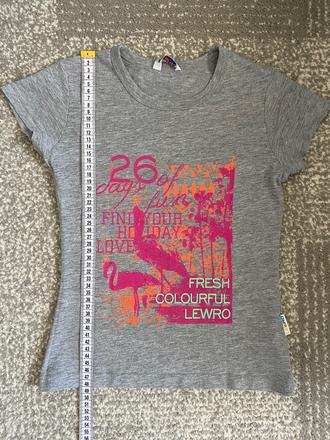 26
days of
fun
FIND YOUR
HOLIDAY
LOVE
FRESH
COLOURFUL
LEWRO